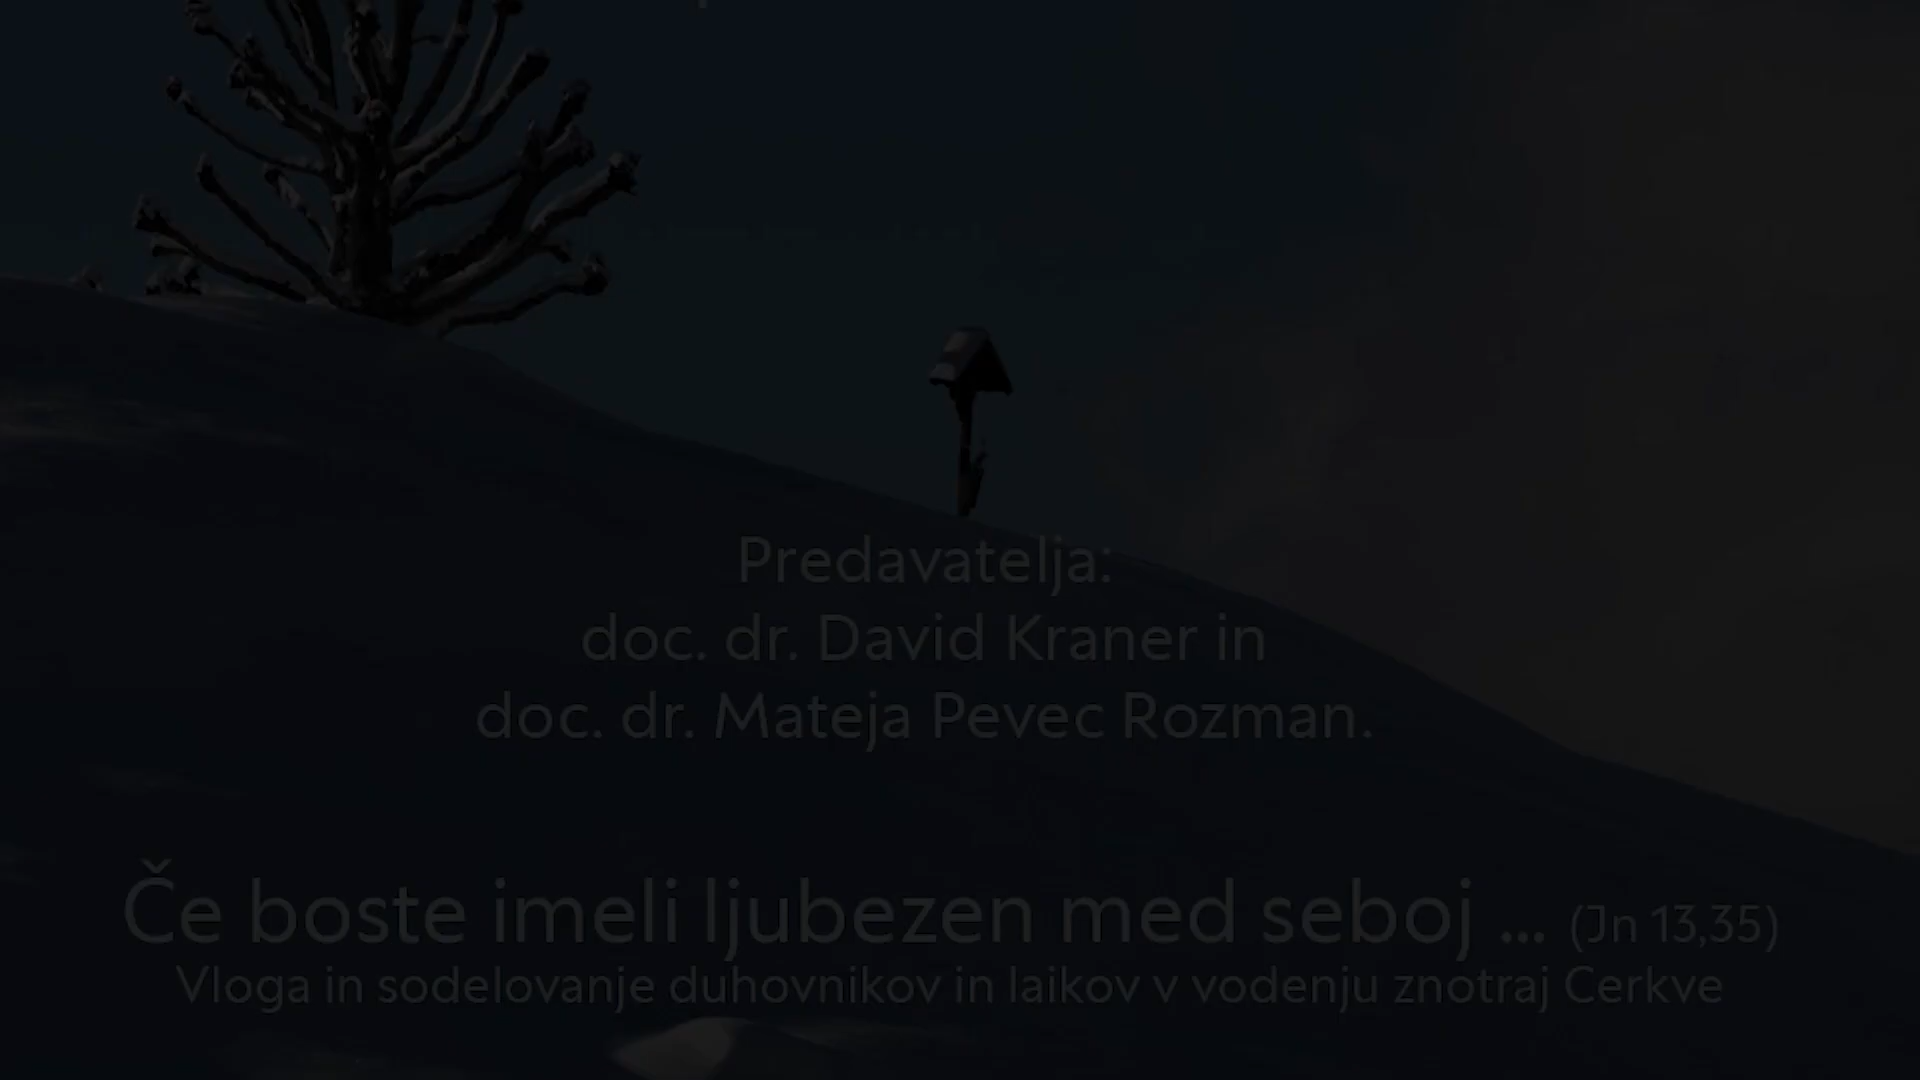 Predavatelja:
doc. dr. David Kraner in
doc. dr. Mateja Pevec Rozman.
Če boste imeli ljubezen med seboj ... (Jn 13,35)
Vloga in sodelovanje duhovnikov in laikov v vodenju znotraj Cerkve